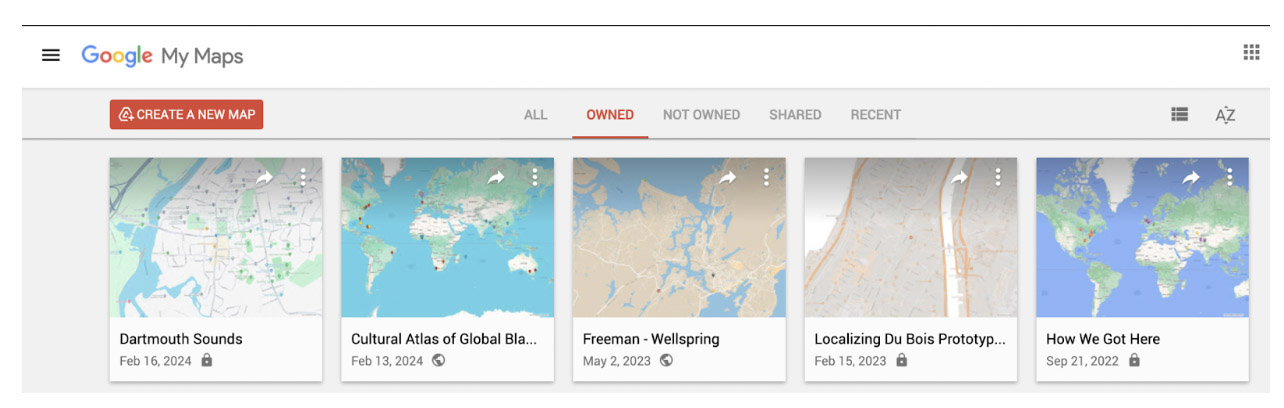 Google My Maps
CREATE A NEW MAP
ALL OWNED NOT OWNED SHARED RECENT
AZ
Dartmouth Sounds
Feb 16, 2024
Cultural Atlas of Global Bla...
Feb 13, 2024
Freeman - Wellspring
May 2, 2023
Localizing Du Bois Prototyp...
Feb 15, 2023
How We Got Here
Sep 21, 2022